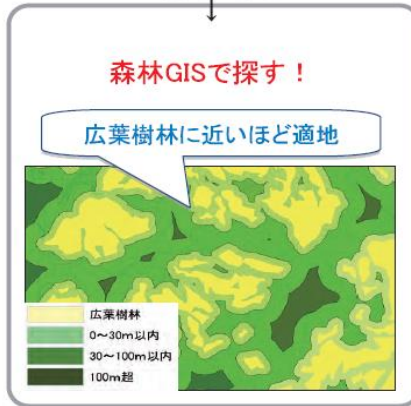 森林GISで探す！
広葉樹林に近いほど適地
広葉樹林
0～30m以内
30～100m以内
100m超